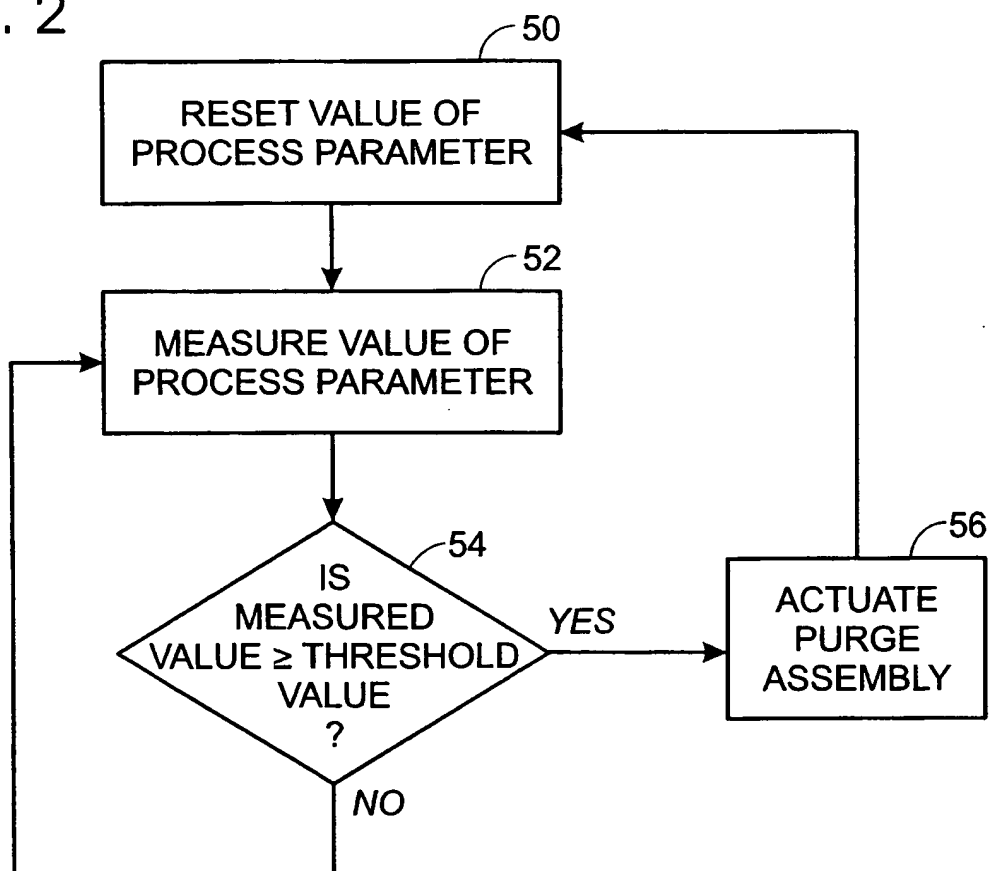 . 2
50
RESET VALUE OF
PROCESS PARAMETER
52
MEASURE VALUE OF
PROCESS PARAMETER
54
IS
MEASURED
VALUE ≥ THRESHOLD
VALUE
?
YES
56
ACTUATE
PURGE
ASSEMBLY
NO